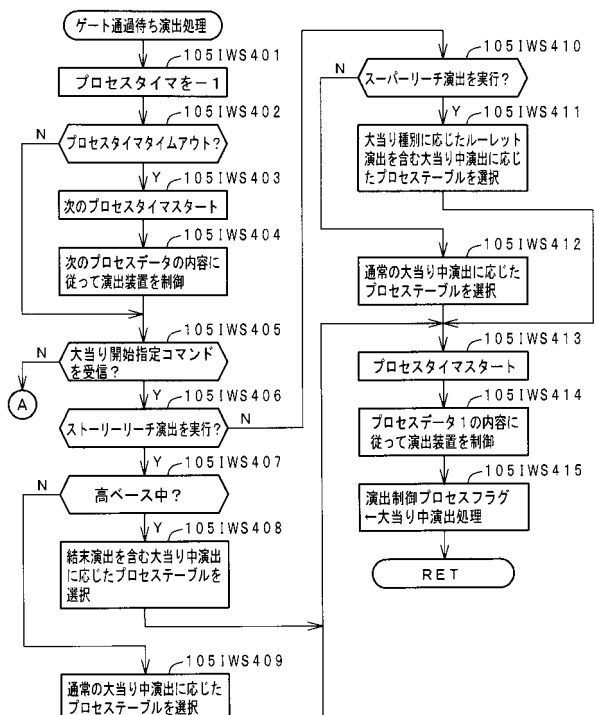 ゲート通過待ち演出処理
105IWS401
プロセスタイマを－1
105IWS402
プロセスタイマタイムアウト？
N
Y
105IWS403
次のプロセスタイマスタート
105IWS404
次のプロセスデータの内容に
従って演出装置を制御
105IWS405
大当り開始指定コマンド
を受信？
N
A
Y
105IWS406
ストーリーリーチ演出を実行？
N
Y
105IWS407
高ベース中？
N
Y
105IWS408
結末演出を含む大当り中演出
に応じたプロセステーブルを
選択
105IWS409
通常の大当り中演出に応じた
プロセステーブルを選択
105IWS410
スーパーリーチ演出を実行？
N
Y
105IWS411
大当り種別に応じたルーレット
演出を含む大当り中演出に応じ
たプロセステーブルを選択
105IWS412
通常の大当り中演出に応じた
プロセステーブルを選択
105IWS413
プロセスタイマスタート
105IWS414
プロセスデータ1の内容に
従って演出装置を制御
105IWS415
演出制御プロセスフラグ
←大当り中演出処理
RET